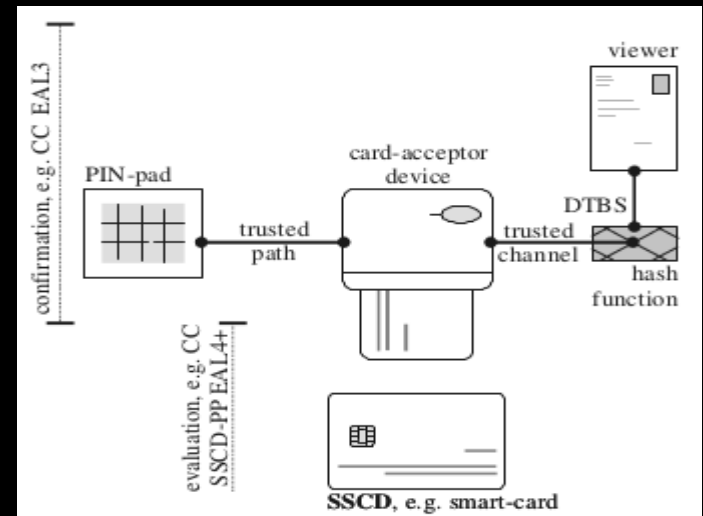 viewer
confirmation, e.g. CC EAL3
PIN-pad
card-acceptor
device
trusted
path
DTBS
trusted
channel
hash
function
evaluation, e.g. CC
SSCD-PP EAL4+
SSCD, e.g. smart-card